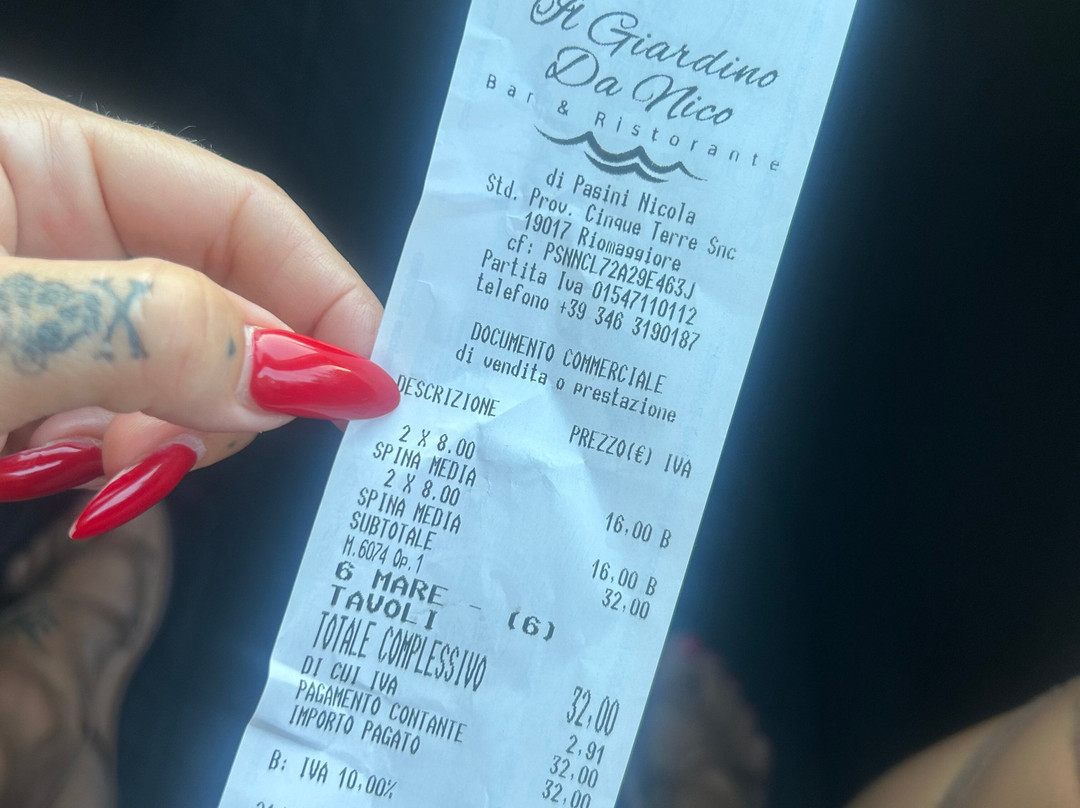 Il Giardino
Da Nico
Bar & Ristorante
di Pasini Nicola
Std. Prov. Cinque Terre Snc
19017 Riomaggiore
cf: PSNNCL72A29E463J
Partita Iva 01547110112
telefono +39 346 3190187
DOCUMENTO COMMERCIALE
di vendita o prestazione
DESCRIZIONE PREZZO(€) IVA
2 X 8.00
SPINA MEDIA 16,00 B
2 X 8.00
SPINA MEDIA 16,00 B
SUBTOTALE 32,00
M.6074 Op.1
6 MARE - (6)
TAVOLI
TOTALE COMPLESSIVO 32,00
DI CUI IVA 2,91
PAGAMENTO CONTANTE 32,00
IMPORTO PAGATO 32,00
B: IVA 10,00%